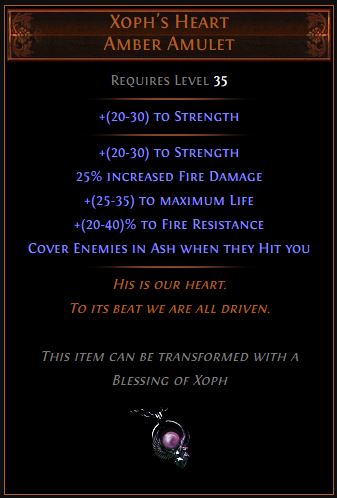 Xoph's Heart
Amber Amulet
Requires Level 35
+(20-30) to Strength
+(20-30) to Strength
25% increased Fire Damage
+(25-35) to maximum Life
+(20-40)% to Fire Resistance
Cover Enemies in Ash when they Hit you
His is our heart.
To its beat we are all driven.
This item can be transformed with a
Blessing of Xoph